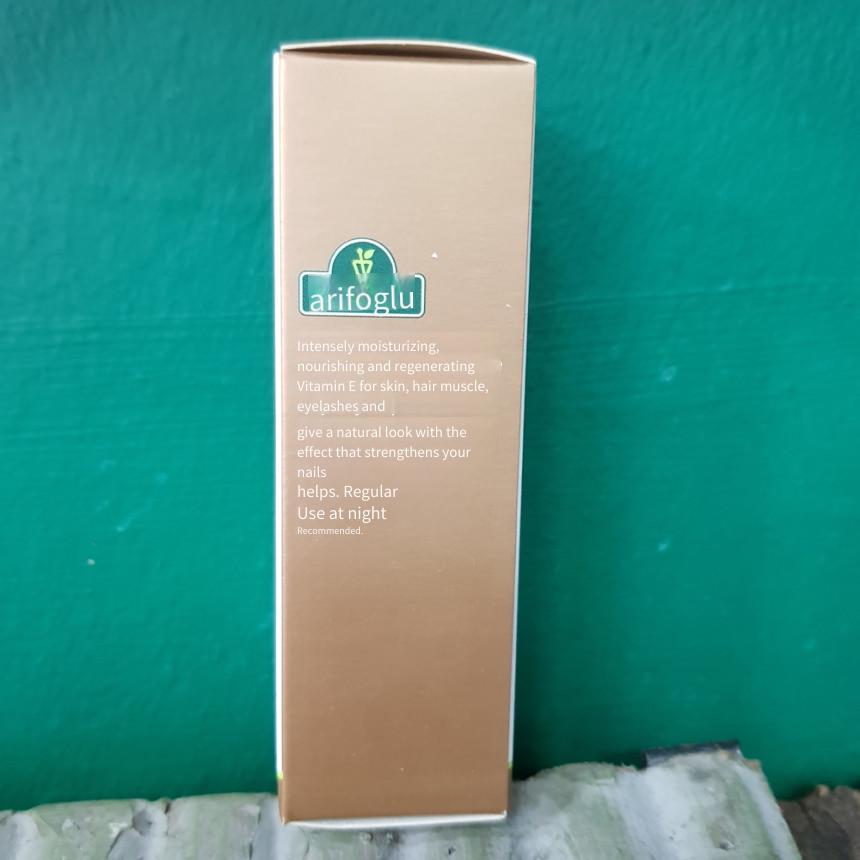 arifoglu
Intensely moisturizing,
nourishing and regenerating
Vitamin E for skin, hair muscle,
eyelashes and
give a natural look with the
effect that strengthens your
nails
helps. Regular
Use at night
Recommended.